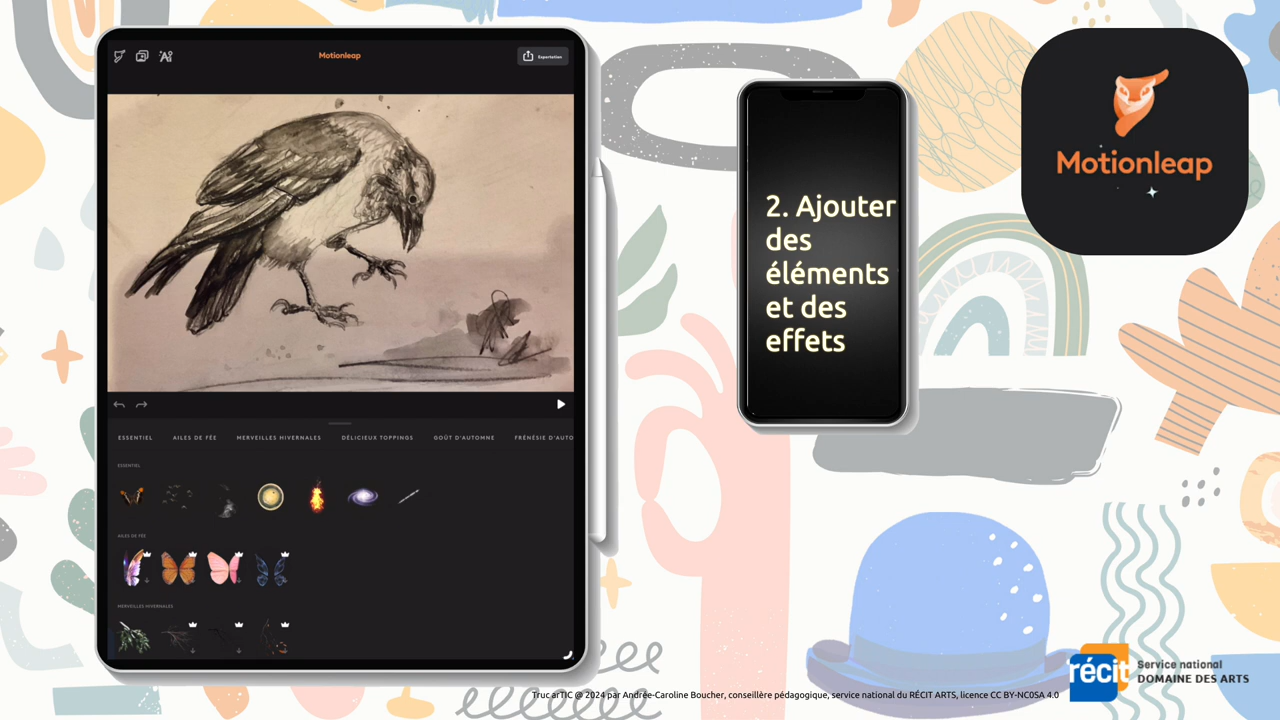 Motionleap
Exportation
ESSENTIEL AILES DE FÉE MERVEILLES HIVERNALES DÉLICIEUX TOPPINGS GOÛT D'AUTOMNE FRÉNÉSIE D'AUTO
ESSENTIEL
AILES DE FÉE
MERVEILLES HIVERNALES
2. Ajouter
des
éléments
et des
effets
Motionleap
récit
Service national
DOMAINE DES ARTS
Truc arTIC @ 2024 par Andrée-Caroline Boucher, conseillère pédagogique, service national du RÉCIT ARTS, licence CC BY-NC0SA 4.0